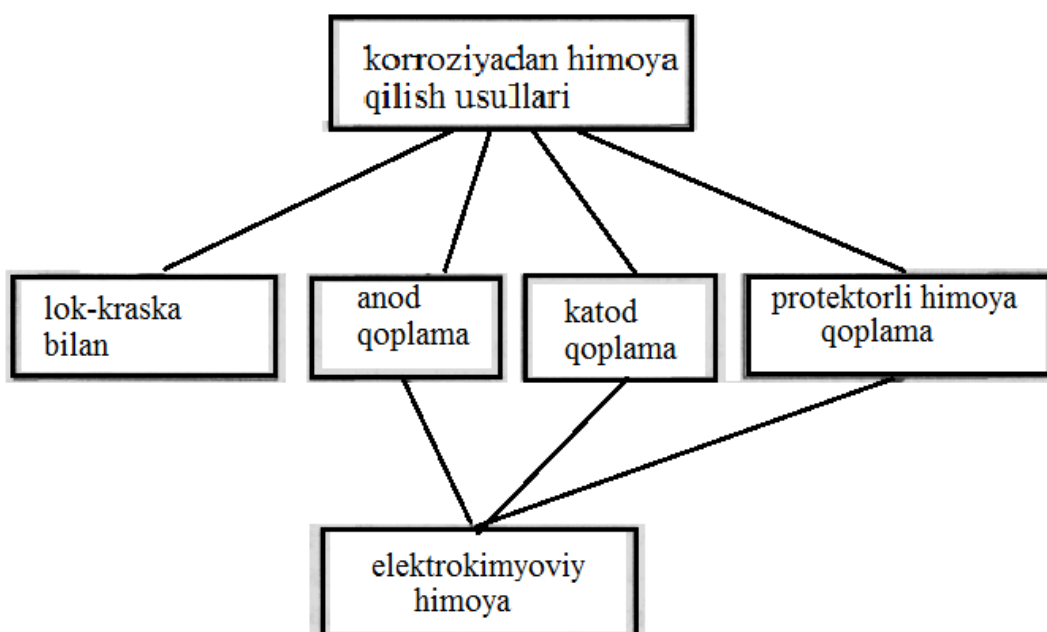 korroziyadan himoya
qilish usullari
lok-kraska
bilan
anod
qoplama
katod
qoplama
protektorli himoya
qoplama
elektrokimyoviy
himoya